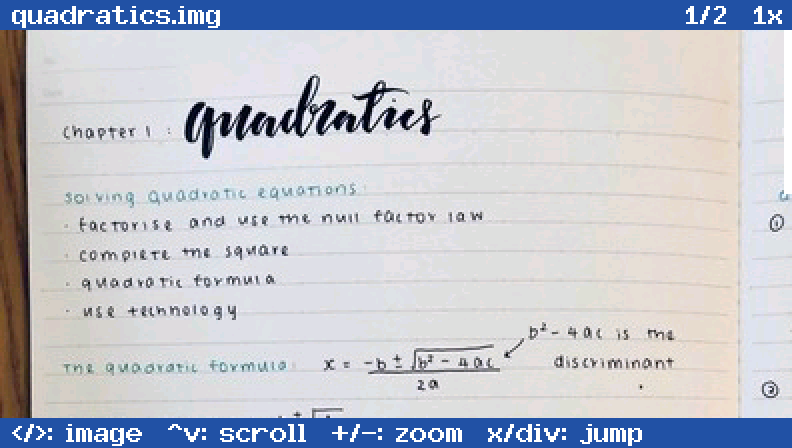 quadratics.img 1/2 1x
Chapter 1 : quadratics
solving quadratic equations:
· factorise and use the null factor law
· complete the square
· quadratic formula
· use technology
b² - 4ac is the
discriminant
The quadratic formula: x = -b ± √b² - 4ac
2a
①
②
</>: image ^v: scroll +/-: zoom x/div: jump